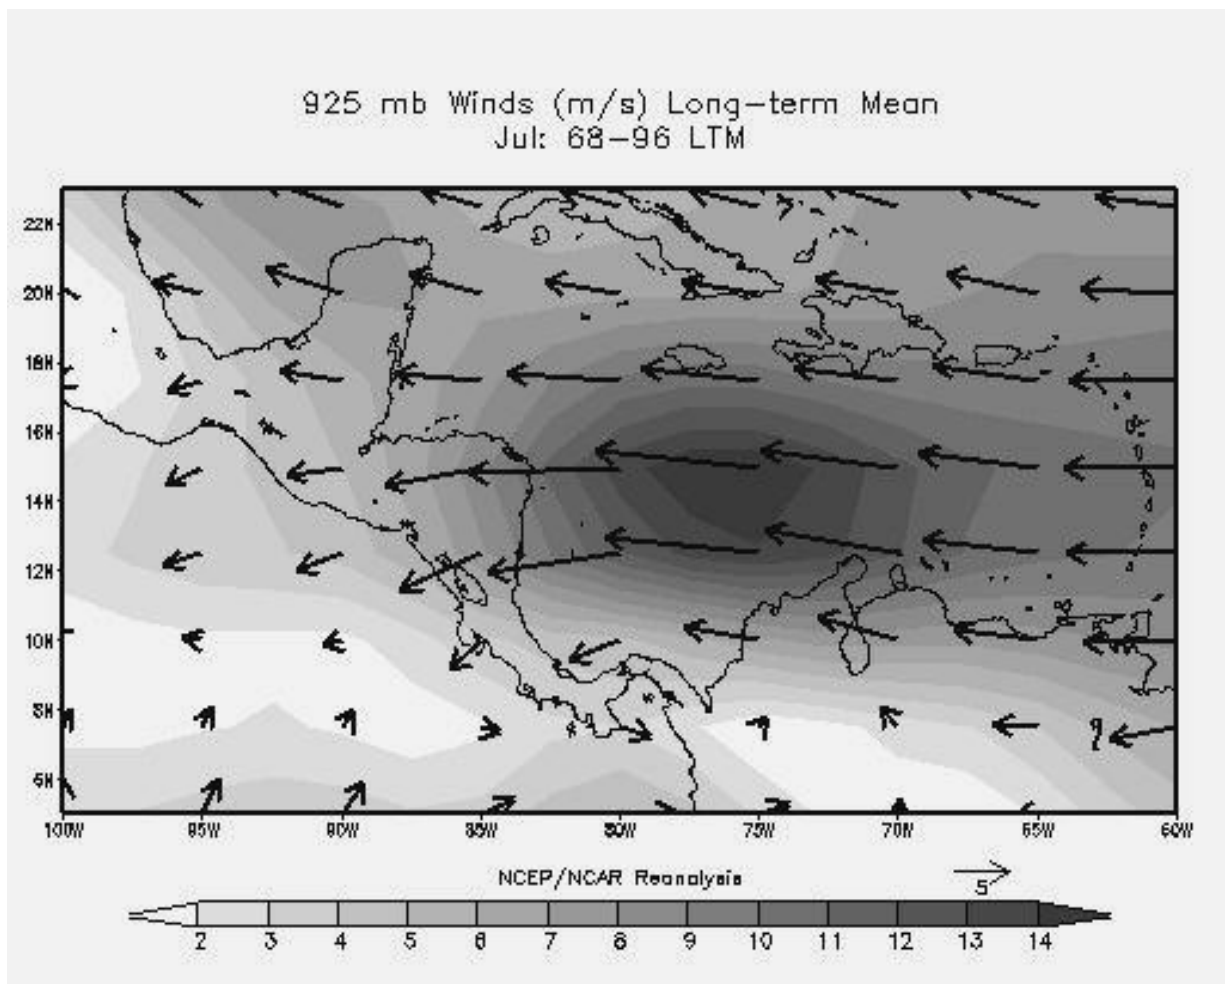 925 mb Winds (m/s) Long-term Mean
Jul: 68-96 LTM
22N
20N
18N
16N
14N
12N
10N
8N
6N
100W 95W 90W 85W 80W 75W 70W 65W 60W
NCEP/NCAR Reanalysis
5
2 3 4 5 6 7 8 9 10 11 12 13 14